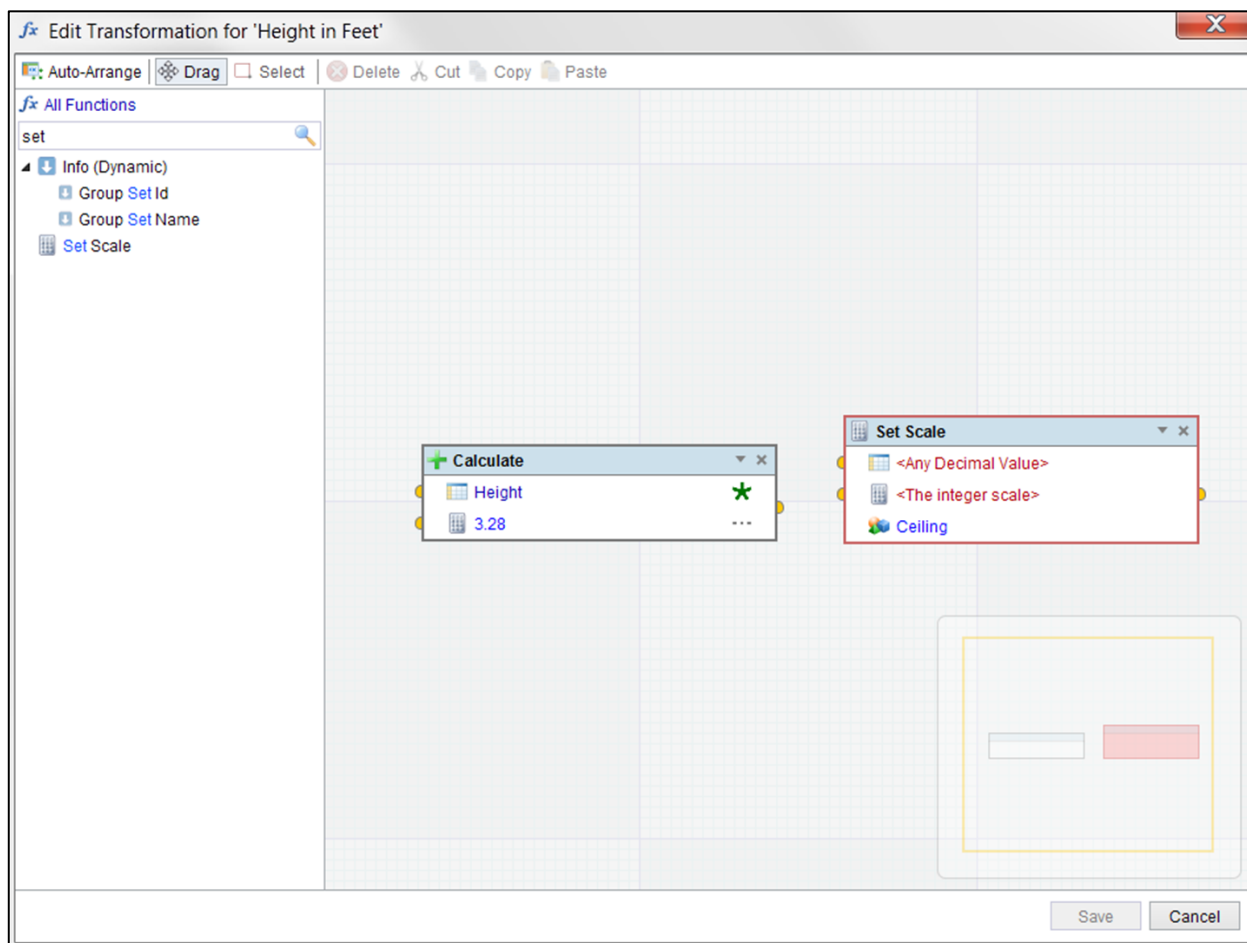 fx Edit Transformation for 'Height in Feet'
Auto-Arrange Drag Select Delete Cut Copy Paste
fx All Functions
set
Info (Dynamic)
Group Set Id
Group Set Name
Set Scale
Calculate
Height *
3.28 ...
Set Scale
<Any Decimal Value>
<The integer scale>
Ceiling
Save Cancel